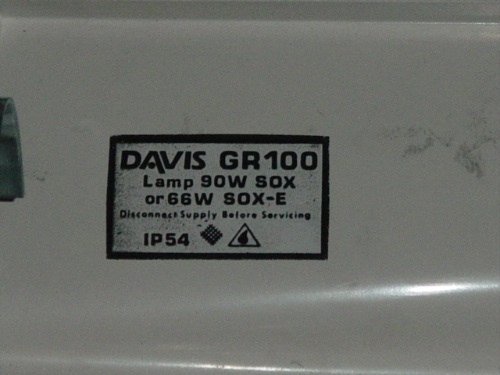 DAVIS GR100
Lamp 90W SOX
or 66W SOX-E
Disconnect Supply Before Servicing
IP54